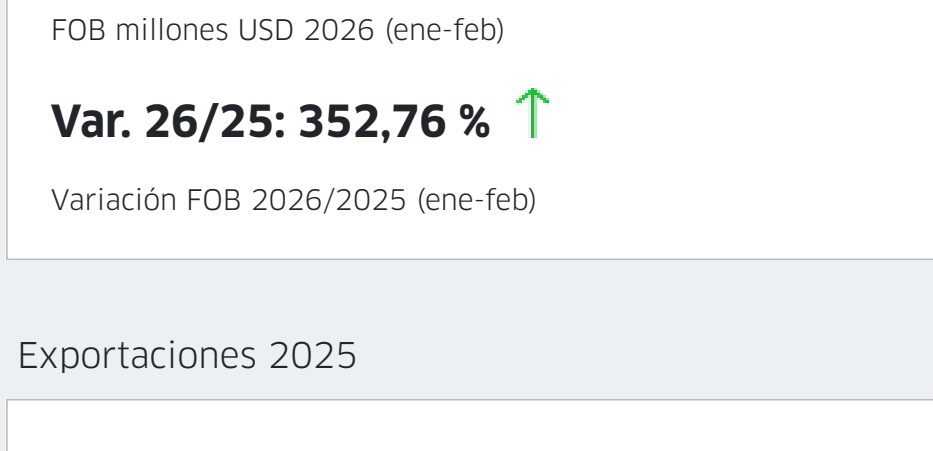 FOB millones USD 2026 (ene-feb)
Var. 26/25: 352,76 %
Variación FOB 2026/2025 (ene-feb)
Exportaciones 2025